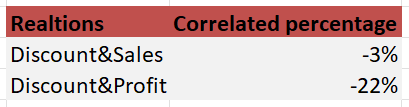 Realtions Correlated percentage
Discount&Sales -3%
Discount&Profit -22%